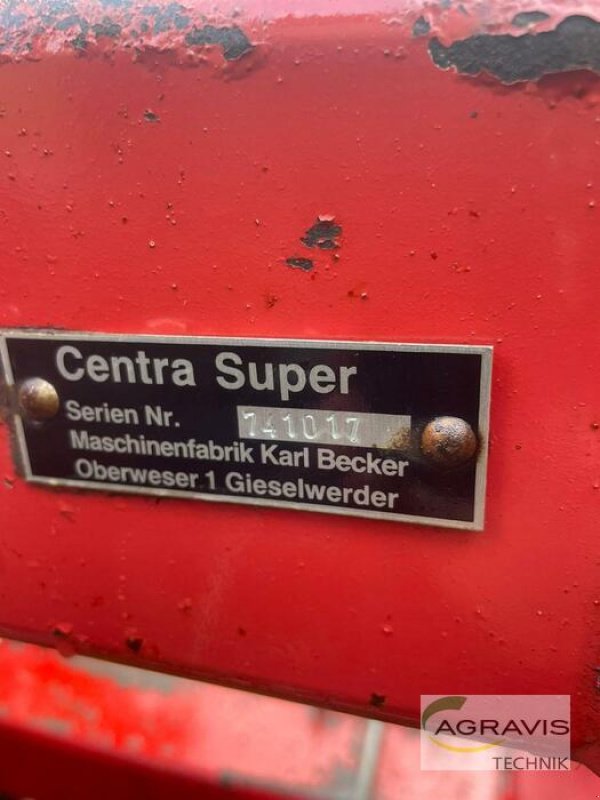 Centra Super
Serien Nr. 741017
Maschinenfabrik Karl Becker
Oberweser 1 Gieselwerder
AGRAVIS
TECHNIK